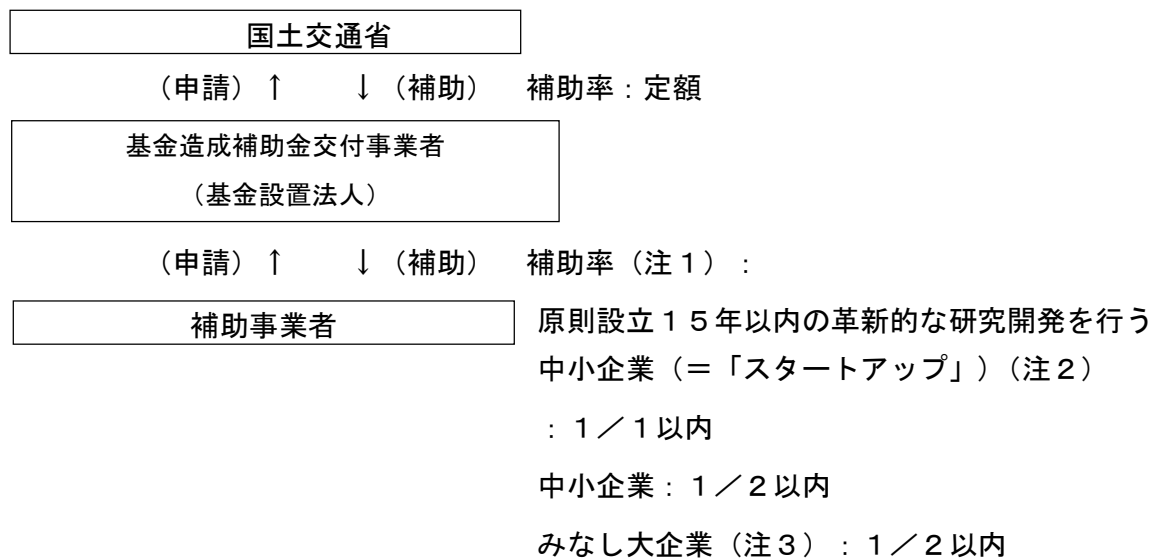 国土交通省
（申請）↑　　↓（補助）　補助率：定額
基金造成補助金交付事業者
（基金設置法人）
（申請）↑　　↓（補助）　補助率（注１）：
補助事業者
原則設立１５年以内の革新的な研究開発を行う
中小企業（＝「スタートアップ」）（注２）
：１／１以内
中小企業：１／２以内
みなし大企業（注３）：１／２以内